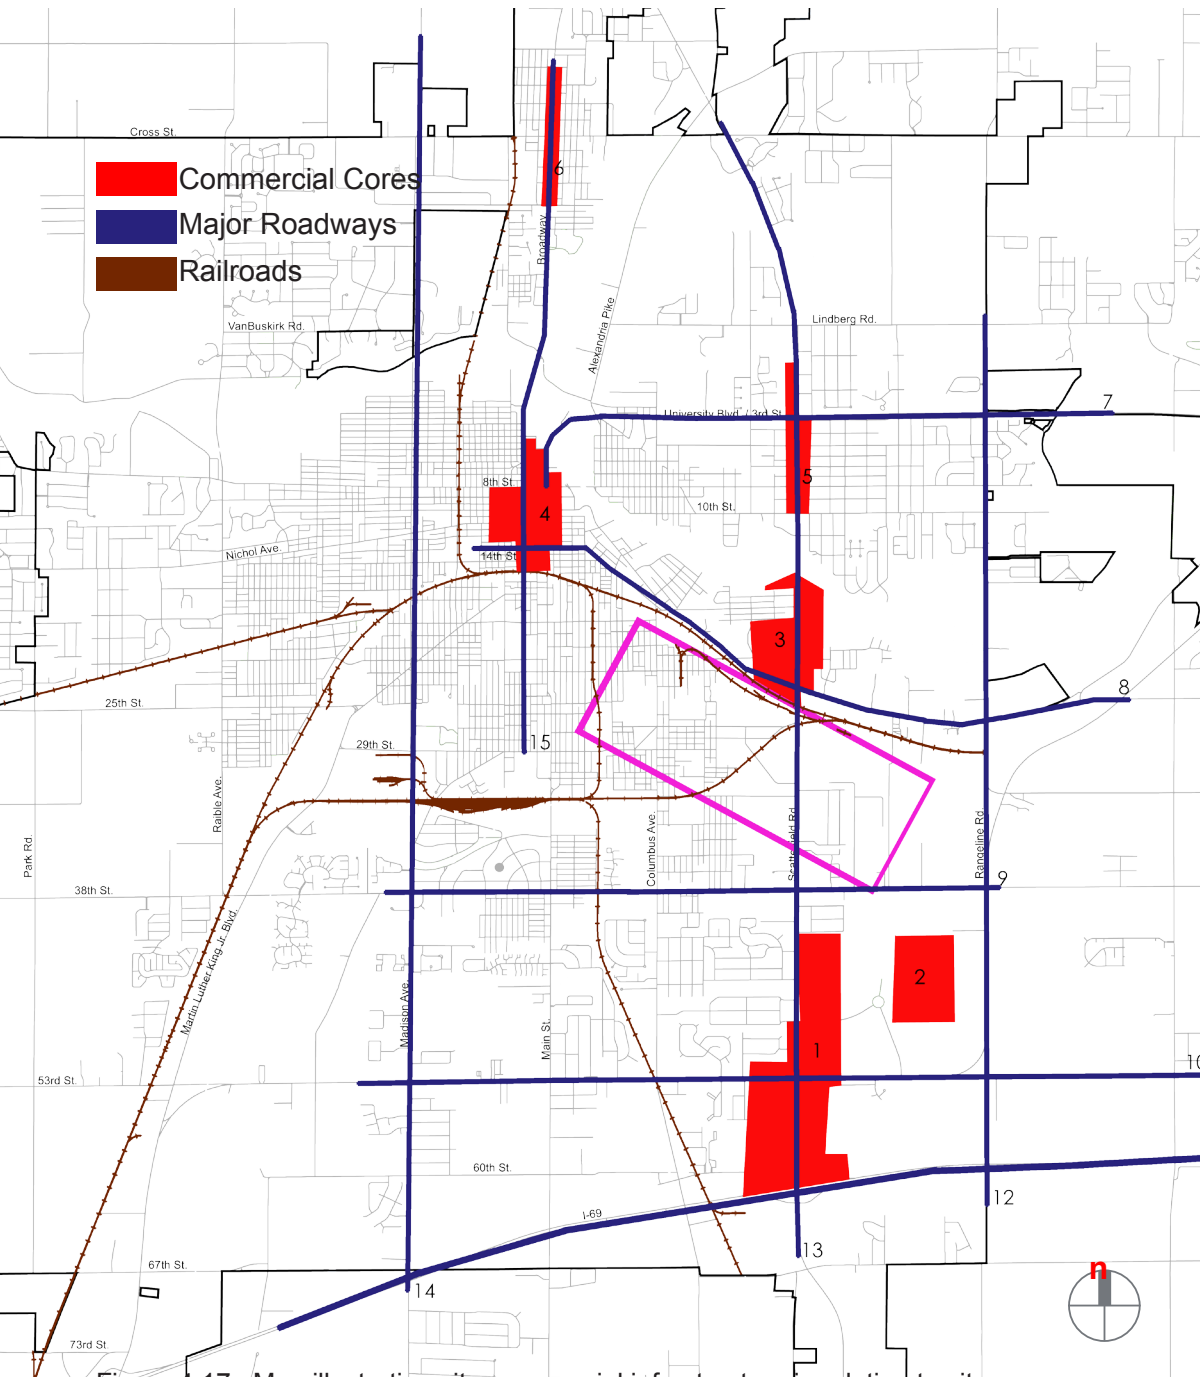 Cross St.
6
Commercial Cores
Major Roadways
Broadway
Railroads
Alexandria Pike
VanBuskirk Rd.
Lindberg Rd.
7
University Blvd. / 3rd St.
8th St.
5
10th St.
4
Nichol Ave.
14th St.
3
8
25th St.
15
29th St.
Raible Ave.
Columbus Ave.
Scatterfield Rd.
Rangeline Rd.
Park Rd.
9
38th St.
Martin Luther King Jr. Blvd.
2
Madison Ave.
Main St.
1
10
53rd St.
60th St.
12
I-69
13
67th St.
n
14
73rd St.